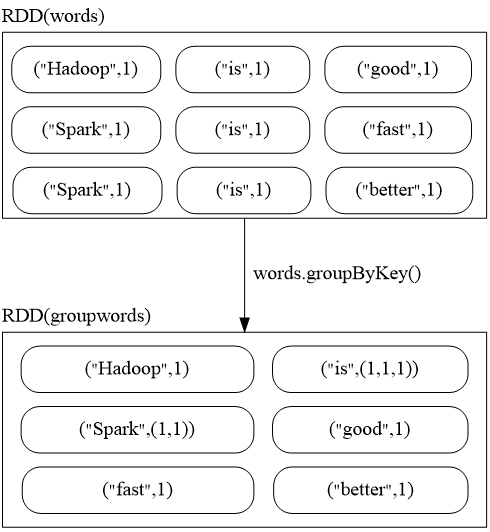 RDD(words)
("Hadoop",1) ("is",1) ("good",1)
("Spark",1) ("is",1) ("fast",1)
("Spark",1) ("is",1) ("better",1)
words.groupByKey()
RDD(groupwords)
("Hadoop",1) ("is",(1,1,1))
("Spark",(1,1)) ("good",1)
("fast",1) ("better",1)